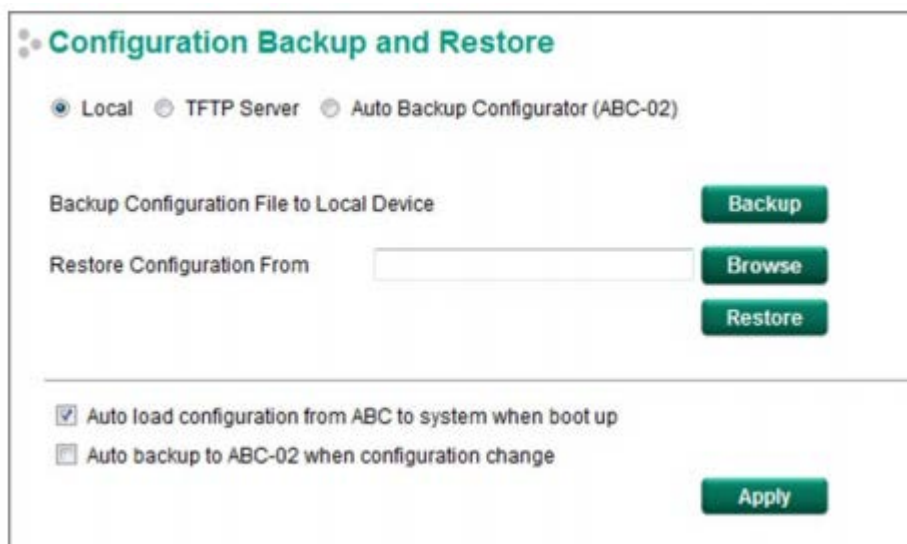 Configuration Backup and Restore
Local TFTP Server Auto Backup Configurator (ABC-02)
Backup Configuration File to Local Device Backup
Restore Configuration From Browse
Restore
Auto load configuration from ABC to system when boot up
Auto backup to ABC-02 when configuration change
Apply